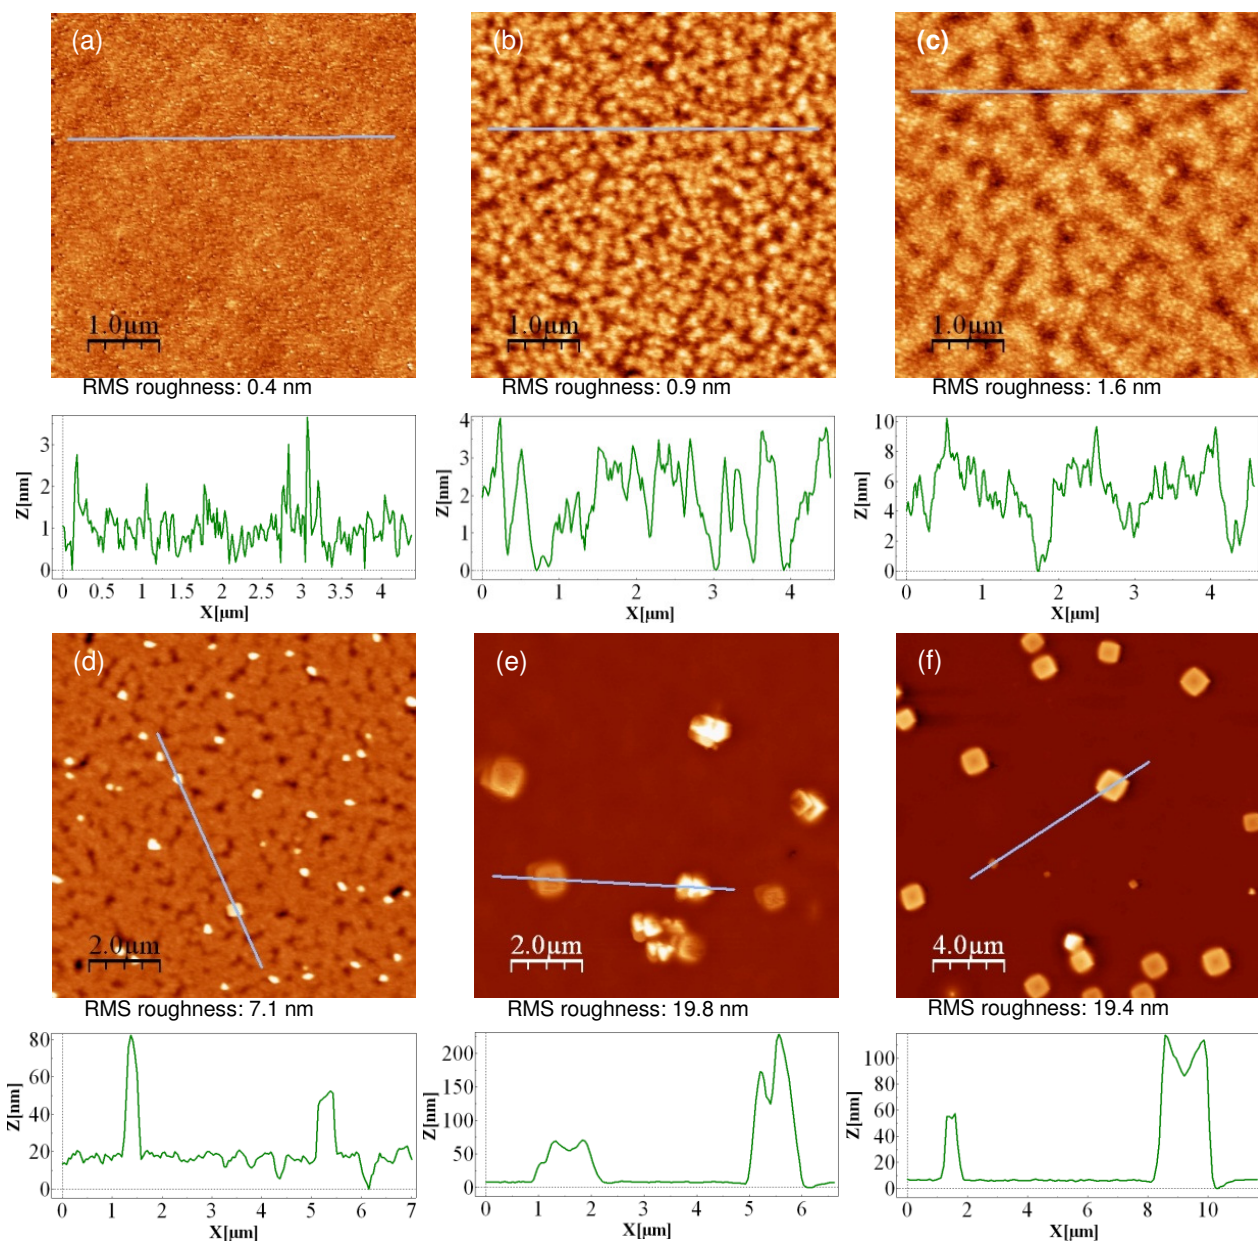 (a)
(b)
(c)
1.0μm
1.0μm
1.0μm
RMS roughness: 0.4 nm
RMS roughness: 0.9 nm
RMS roughness: 1.6 nm
Z[nm]
3
2
1
0
0 0.5 1 1.5 2 2.5 3 3.5 4
X[μm]
Z[nm]
4
3
2
1
0
0 1 2 3 4
X[μm]
Z[nm]
10
8
6
4
2
0
0 1 2 3 4
X[μm]
(d)
(e)
(f)
2.0μm
2.0μm
4.0μm
RMS roughness: 7.1 nm
RMS roughness: 19.8 nm
RMS roughness: 19.4 nm
Z[nm]
80
60
40
20
0
0 1 2 3 4 5 6 7
X[μm]
Z[nm]
200
150
100
50
0
0 1 2 3 4 5 6
X[μm]
Z[nm]
100
80
60
40
20
0
0 2 4 6 8 10
X[μm]